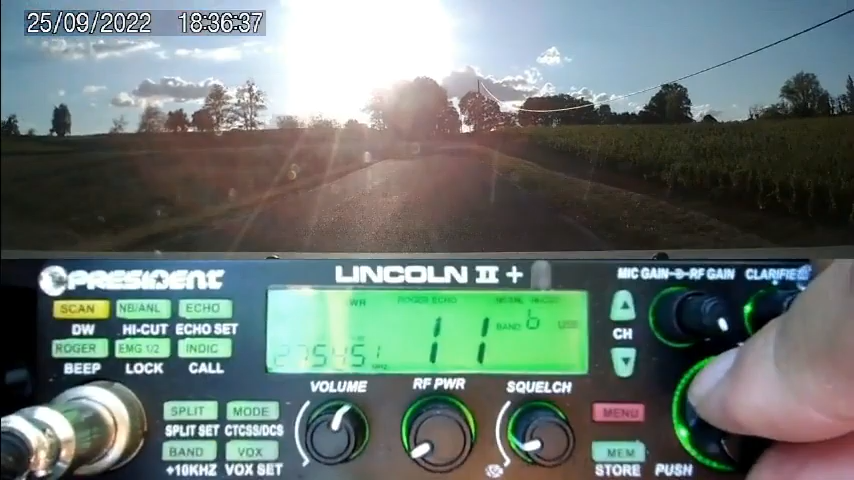 25/09/2022 18:36:37
PRESIDENT LINCOLN II + MIC GAIN RF GAIN CLARIFIER
SCAN NB/ANL ECHO
DW HI-CUT ECHO SET
ROGER EMG 1/2 INDIC
BEEP LOCK CALL
ROGER ECHO
11 BAND b USB
27.5451
CH
VOLUME RF PWR SQUELCH
SPLIT MODE
SPLIT SET CTCSS/DCS
BAND VOX
+10KHZ VOX SET
MENU
MEM
STORE PUSH